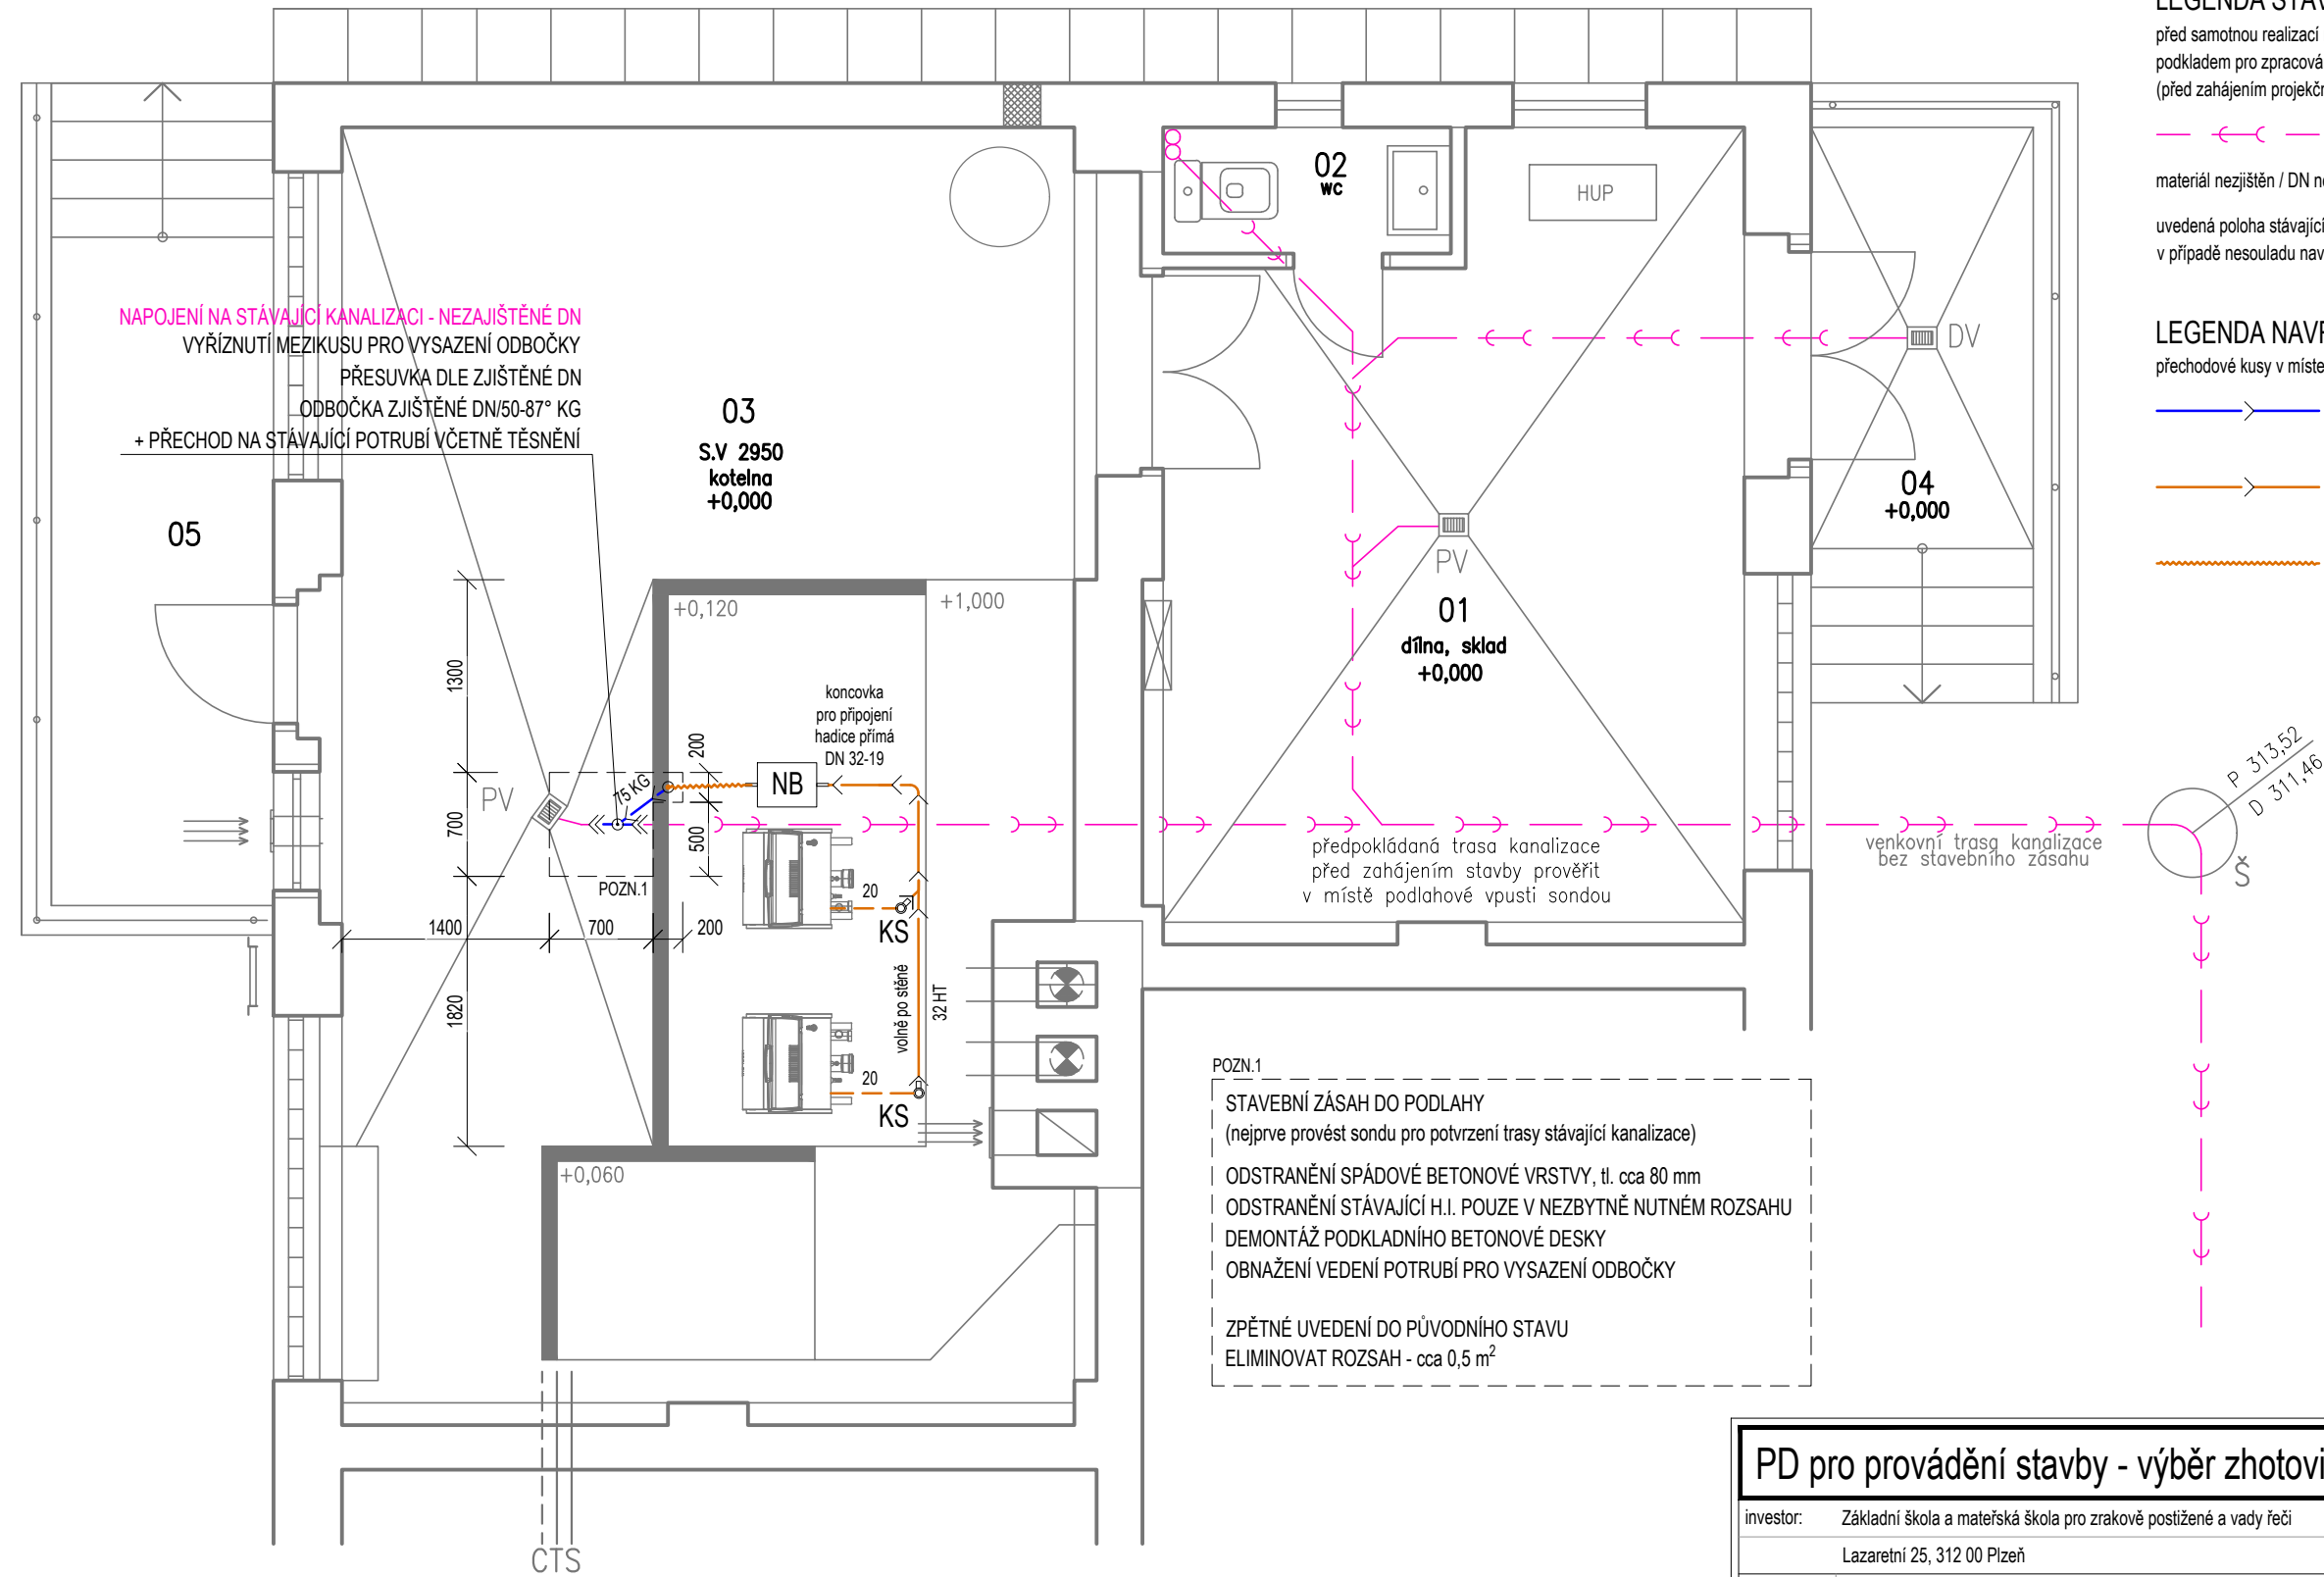 NAPOJENÍ NA STÁVAJÍCÍ KANALIZACI - NEZAJIŠTĚNÉ DN
VYŘÍZNUTÍ MEZIKUSU PRO VYSAZENÍ ODBOČKY
PŘESUVKA DLE ZJIŠTĚNÉ DN
ODBOČKA ZJIŠTĚNÉ DN/50-87° KG
+ PŘECHOD NA STÁVAJÍCÍ POTRUBÍ VČETNĚ TĚSNĚNÍ
05
03
S.V 2950
kotelna
+0,000
02
WC
HUP
DV
04
+0,000
PV
01
dílna, sklad
+0,000
+0,120
+1,000
1300
700
1820
koncovka
pro připojení
hadice přímá
DN 32-19
200
500
NB
75 KG
PV
POZN.1
1400
700
200
20
KS
volně po stěně
32 HT
20
KS
+0,060
CTS
předpokládaná trasa kanalizace
před zahájením stavby prověřit
v místě podlahové vpusti sondou
venkovní trasa kanalizace
bez stavebního zásahu
P 313,52
D 311,46
Š
POZN.1
STAVEBNÍ ZÁSAH DO PODLAHY
(nejprve provést sondu pro potvrzení trasy stávající kanalizace)
ODSTRANĚNÍ SPÁDOVÉ BETONOVÉ VRSTVY, tl. cca 80 mm
ODSTRANĚNÍ STÁVAJÍCÍ H.I. POUZE V NEZBYTNĚ NUTNÉM ROZSAHU
DEMONTÁŽ PODKLADNÍHO BETONOVÉ DESKY
OBNAŽENÍ VEDENÍ POTRUBÍ PRO VYSAZENÍ ODBOČKY
ZPĚTNÉ UVEDENÍ DO PŮVODNÍHO STAVU
ELIMINOVAT ROZSAH - cca 0,5 m²
LEGENDA
před samotnou realizací
podkladem pro zpracová
(před zahájením projekčn
materiál nezjištěn / DN ne
uvedená poloha stávající
v případě nesouladu nav
LEGENDA NAVR
přechodové kusy v míste
PD pro provádění stavby - výběr zhotovi
investor: Základní škola a mateřská škola pro zrakově postižené a vady řeči
Lazaretní 25, 312 00 Plzeň